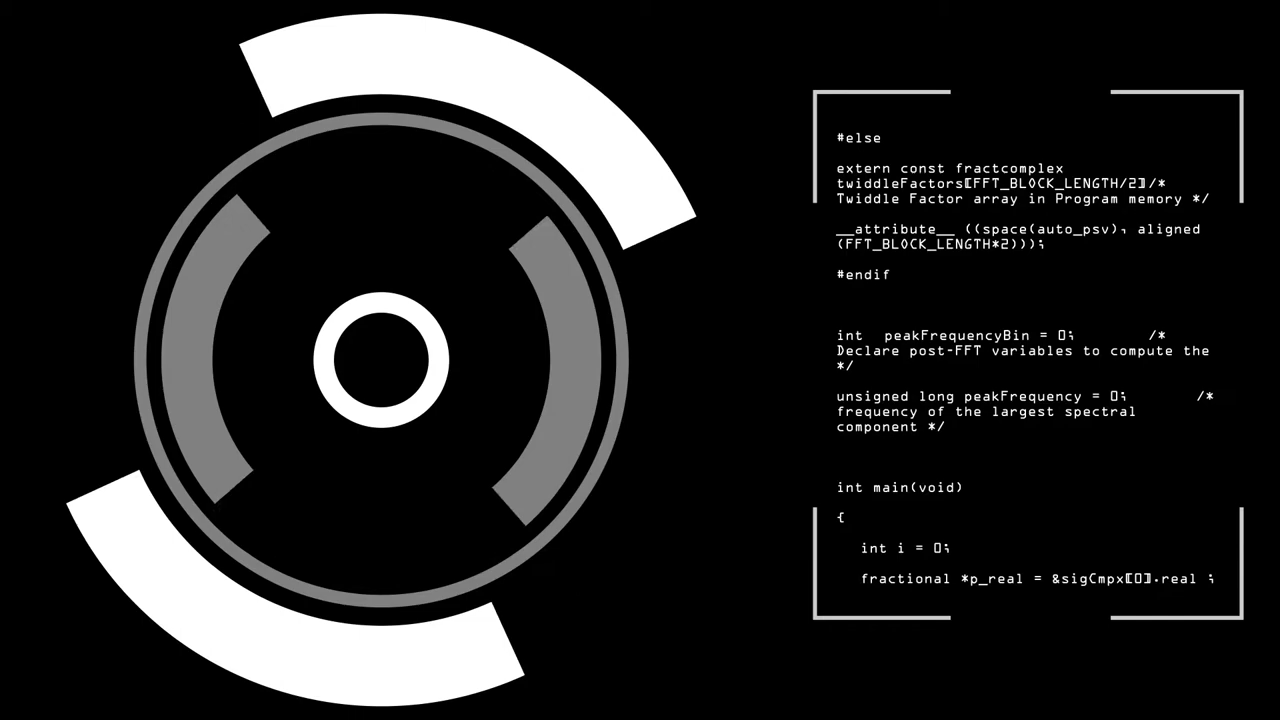 #else
extern const fractcomplex
twiddleFactors[FFT_BLOCK_LENGTH/2]/*
Twiddle Factor array in Program memory */
__attribute__ ((space(auto_psv), aligned
(FFT_BLOCK_LENGTH*2)));
#endif
int  peakFrequencyBin = 0;        /*
Declare post-FFT variables to compute the
*/
unsigned long peakFrequency = 0;        /*
frequency of the largest spectral
component */
int main(void)
{
int i = 0;
fractional *p_real = &sigCmpx[0].real ;